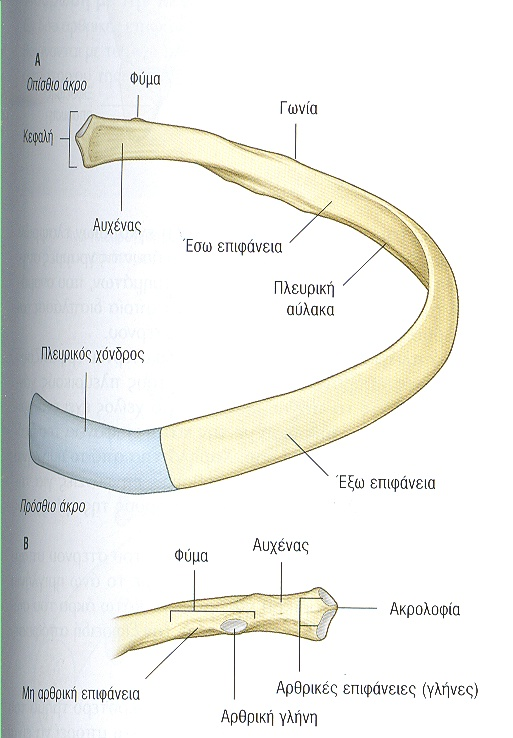 A
Οπίσθιο άκρο
Φύμα
Γωνία
Κεφαλή
Αυχένας
Έσω επιφάνεια
Πλευρική
αύλακα
Πλευρικός χόνδρος
Έξω επιφάνεια
Πρόσθιο άκρο
B
Φύμα
Αυχένας
Ακρολοφία
Μη αρθρική επιφάνεια
Αρθρικές επιφάνειες (γλήνες)
Αρθρική γλήνη